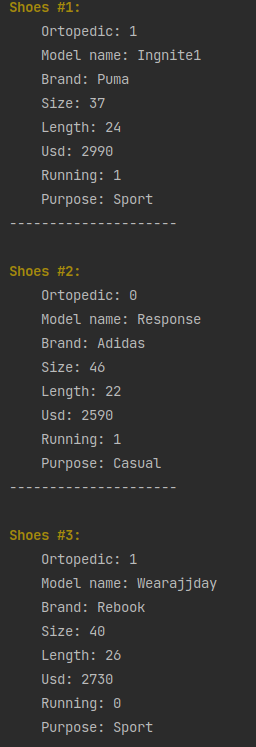 Shoes #1:
Ortopedic: 1
Model name: Ingnite1
Brand: Puma
Size: 37
Length: 24
Usd: 2990
Running: 1
Purpose: Sport
---------------------
Shoes #2:
Ortopedic: 0
Model name: Response
Brand: Adidas
Size: 46
Length: 22
Usd: 2590
Running: 1
Purpose: Casual
---------------------
Shoes #3:
Ortopedic: 1
Model name: Wearajjday
Brand: Rebook
Size: 40
Length: 26
Usd: 2730
Running: 0
Purpose: Sport